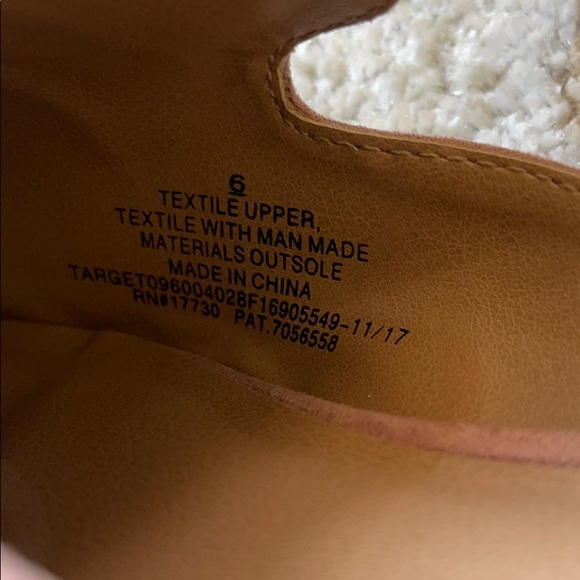 6
TEXTILE UPPER,
TEXTILE WITH MAN MADE
MATERIALS OUTSOLE
MADE IN CHINA
TARGET096004028F16905549-11/17
RN#17730 PAT.7056558